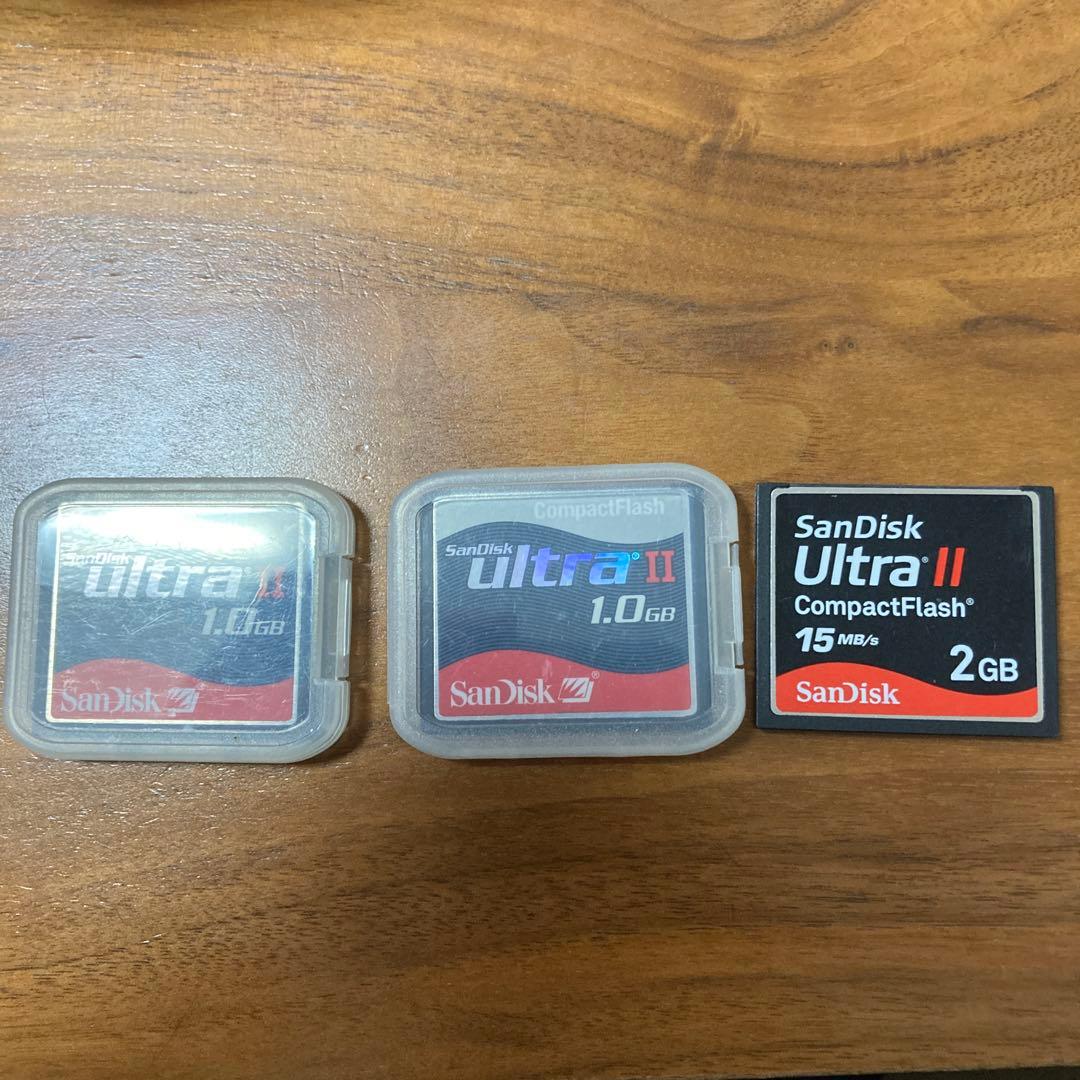 SanDisk
ultra II
1.0GB
SanDisk
CompactFlash
SanDisk
ultra® II
1.0GB
SanDisk®
SanDisk
Ultra® II
CompactFlash®
15 MB/s
2GB
SanDisk